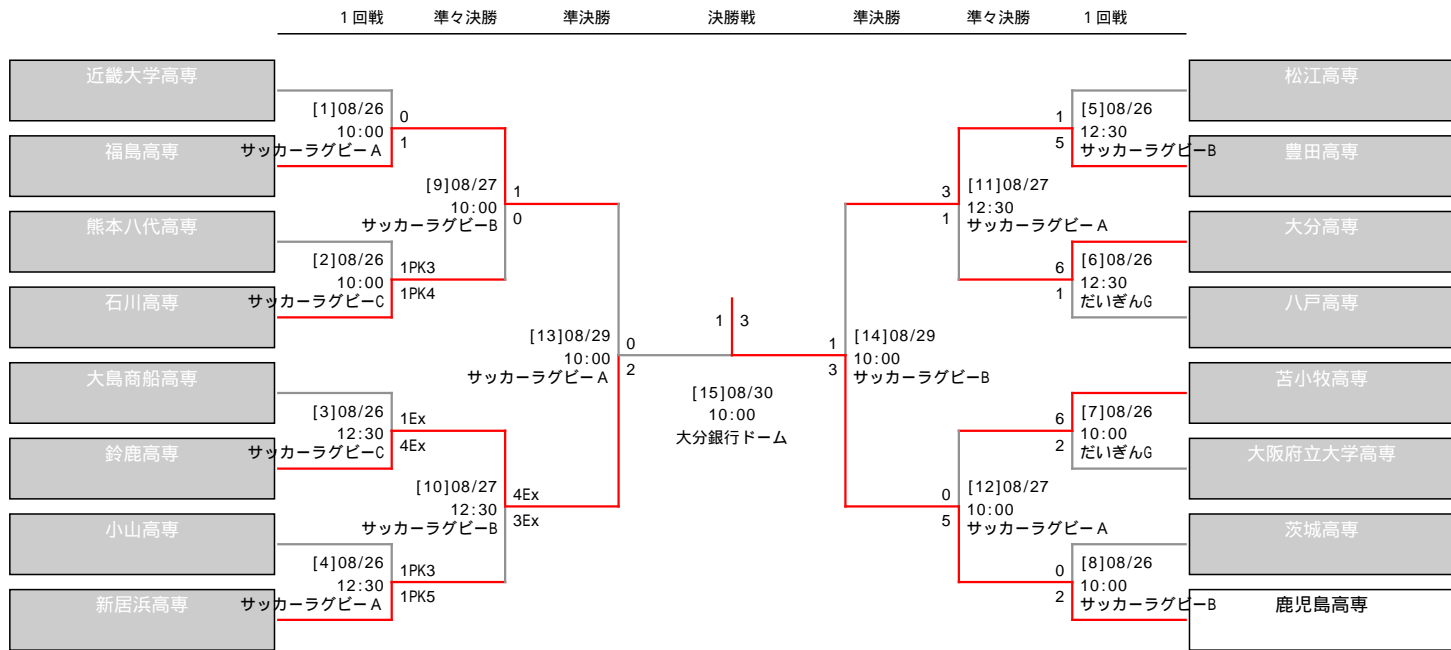 1回戦 準々決勝 準決勝 決勝戦 準決勝 準々決勝 1回戦
近畿大学高専
[1]08/26
10:00
サッカーラグビーA
0
1
福島高専
[9]08/27
10:00
サッカーラグビーB
1
0
熊本八代高専
[2]08/26
10:00
サッカーラグビーC
1PK3
1PK4
石川高専
[13]08/29
10:00
サッカーラグビーA
0
2
大島商船高専
[3]08/26
12:30
サッカーラグビーC
1Ex
4Ex
鈴鹿高専
[10]08/27
12:30
サッカーラグビーB
4Ex
3Ex
小山高専
[4]08/26
12:30
サッカーラグビーA
1PK3
1PK5
新居浜高専
1 3
[15]08/30
10:00
大分銀行ドーム
松江高専
1
5
[5]08/26
12:30
サッカーラグビーB
豊田高専
3
1
[11]08/27
12:30
サッカーラグビーA
大分高専
6
1
[6]08/26
12:30
だいぎんG
八戸高専
1
3
[14]08/29
10:00
サッカーラグビーB
苫小牧高専
6
2
[7]08/26
10:00
だいぎんG
大阪府立大学高専
0
5
[12]08/27
10:00
サッカーラグビーA
茨城高専
0
2
[8]08/26
10:00
サッカーラグビーB
鹿児島高専